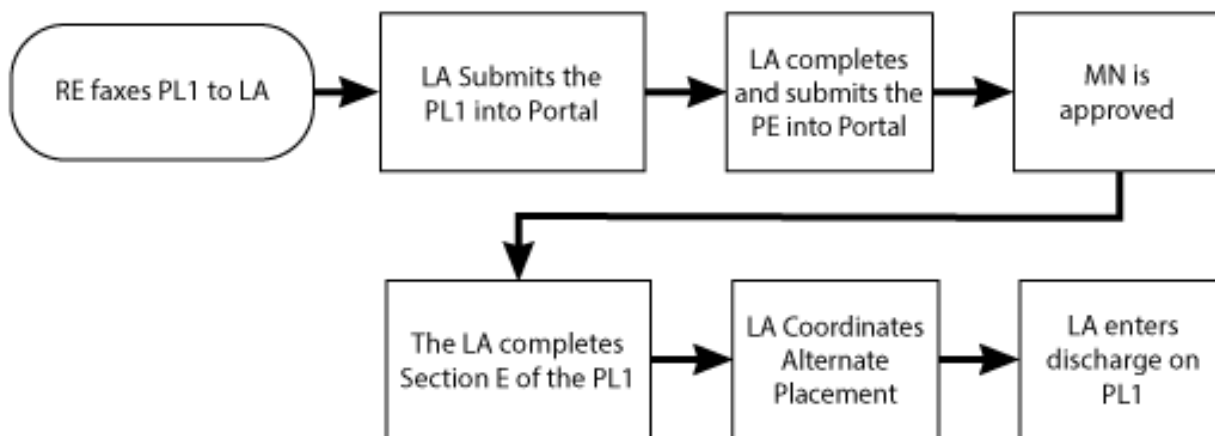 RE faxes PL1 to LA
LA Submits the
PL1 into Portal
LA completes
and submits the
PE into Portal
MN is
approved
The LA completes
Section E of the PL1
LA Coordinates
Alternate
Placement
LA enters
discharge on
PL1